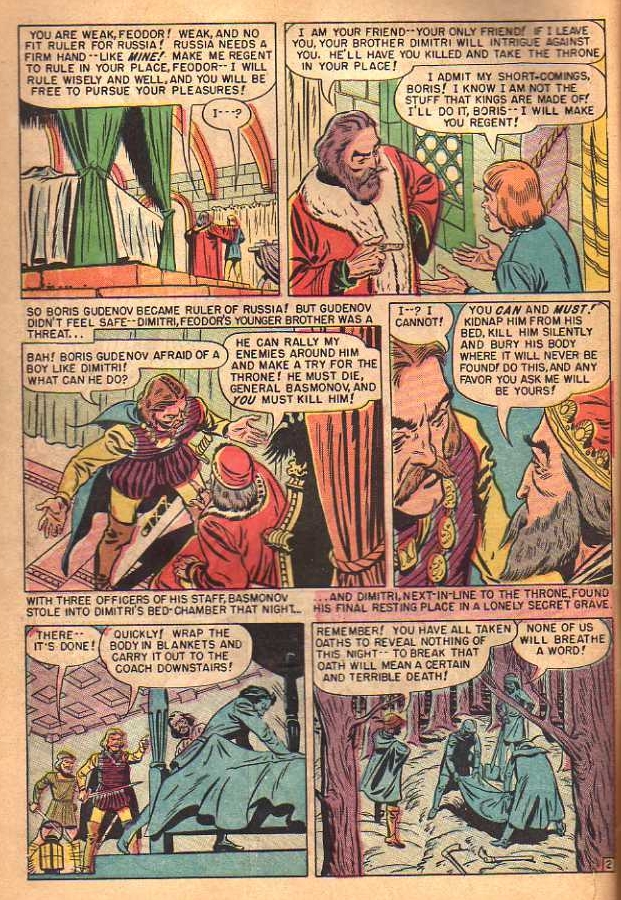 YOU ARE WEAK, FEODOR! WEAK, AND NO
FIT RULER FOR RUSSIA! RUSSIA NEEDS A
FIRM HAND--LIKE MINE! MAKE ME REGENT
TO RULE IN YOUR PLACE, FEODOR--I WILL
RULE WISELY AND WELL, AND YOU WILL BE
FREE TO PURSUE YOUR PLEASURES!
I---?
I AM YOUR FRIEND--YOUR ONLY FRIEND! IF I LEAVE
YOU, YOUR BROTHER DIMITRI WILL INTRIGUE AGAINST
YOU. HE'LL HAVE YOU KILLED AND TAKE THE THRONE
IN YOUR PLACE!
I ADMIT MY SHORT-COMINGS,
BORIS! I KNOW I AM NOT THE
STUFF THAT KINGS ARE MADE OF!
I'LL DO IT, BORIS-- I WILL MAKE
YOU REGENT!
SO BORIS GUDENOV BECAME RULER OF RUSSIA! BUT GUDENOV
DIDN'T FEEL SAFE--DIMITRI, FEODOR'S YOUNGER BROTHER WAS A
THREAT...
BAH! BORIS GUDENOV AFRAID OF A
BOY LIKE DIMITRI!
WHAT CAN HE DO?
HE CAN RALLY MY
ENEMIES AROUND HIM
AND MAKE A TRY FOR THE
THRONE! HE MUST DIE,
GENERAL BASMONOV, AND
YOU MUST KILL HIM!
I--? I
CANNOT!
YOU CAN AND MUST!
KIDNAP HIM FROM HIS
BED, KILL HIM SILENTLY
AND BURY HIS BODY
WHERE IT WILL NEVER BE
FOUND! DO THIS, AND ANY
FAVOR YOU ASK ME WILL
BE YOURS!
WITH THREE OFFICERS OF HIS STAFF, BASMONOV
STOLE INTO DIMITRI'S BED-CHAMBER THAT NIGHT...
THERE--
IT'S DONE!
QUICKLY! WRAP THE
BODY IN BLANKETS AND
CARRY IT OUT TO THE
COACH DOWNSTAIRS!
...AND DIMITRI, NEXT-IN-LINE TO THE THRONE, FOUND
HIS FINAL RESTING PLACE IN A LONELY SECRET GRAVE.
REMEMBER! YOU HAVE ALL TAKEN
OATHS TO REVEAL NOTHING OF
THIS NIGHT-- TO BREAK THAT
OATH WILL MEAN A CERTAIN
AND TERRIBLE DEATH!
NONE OF US
WILL BREATHE
A WORD!
2